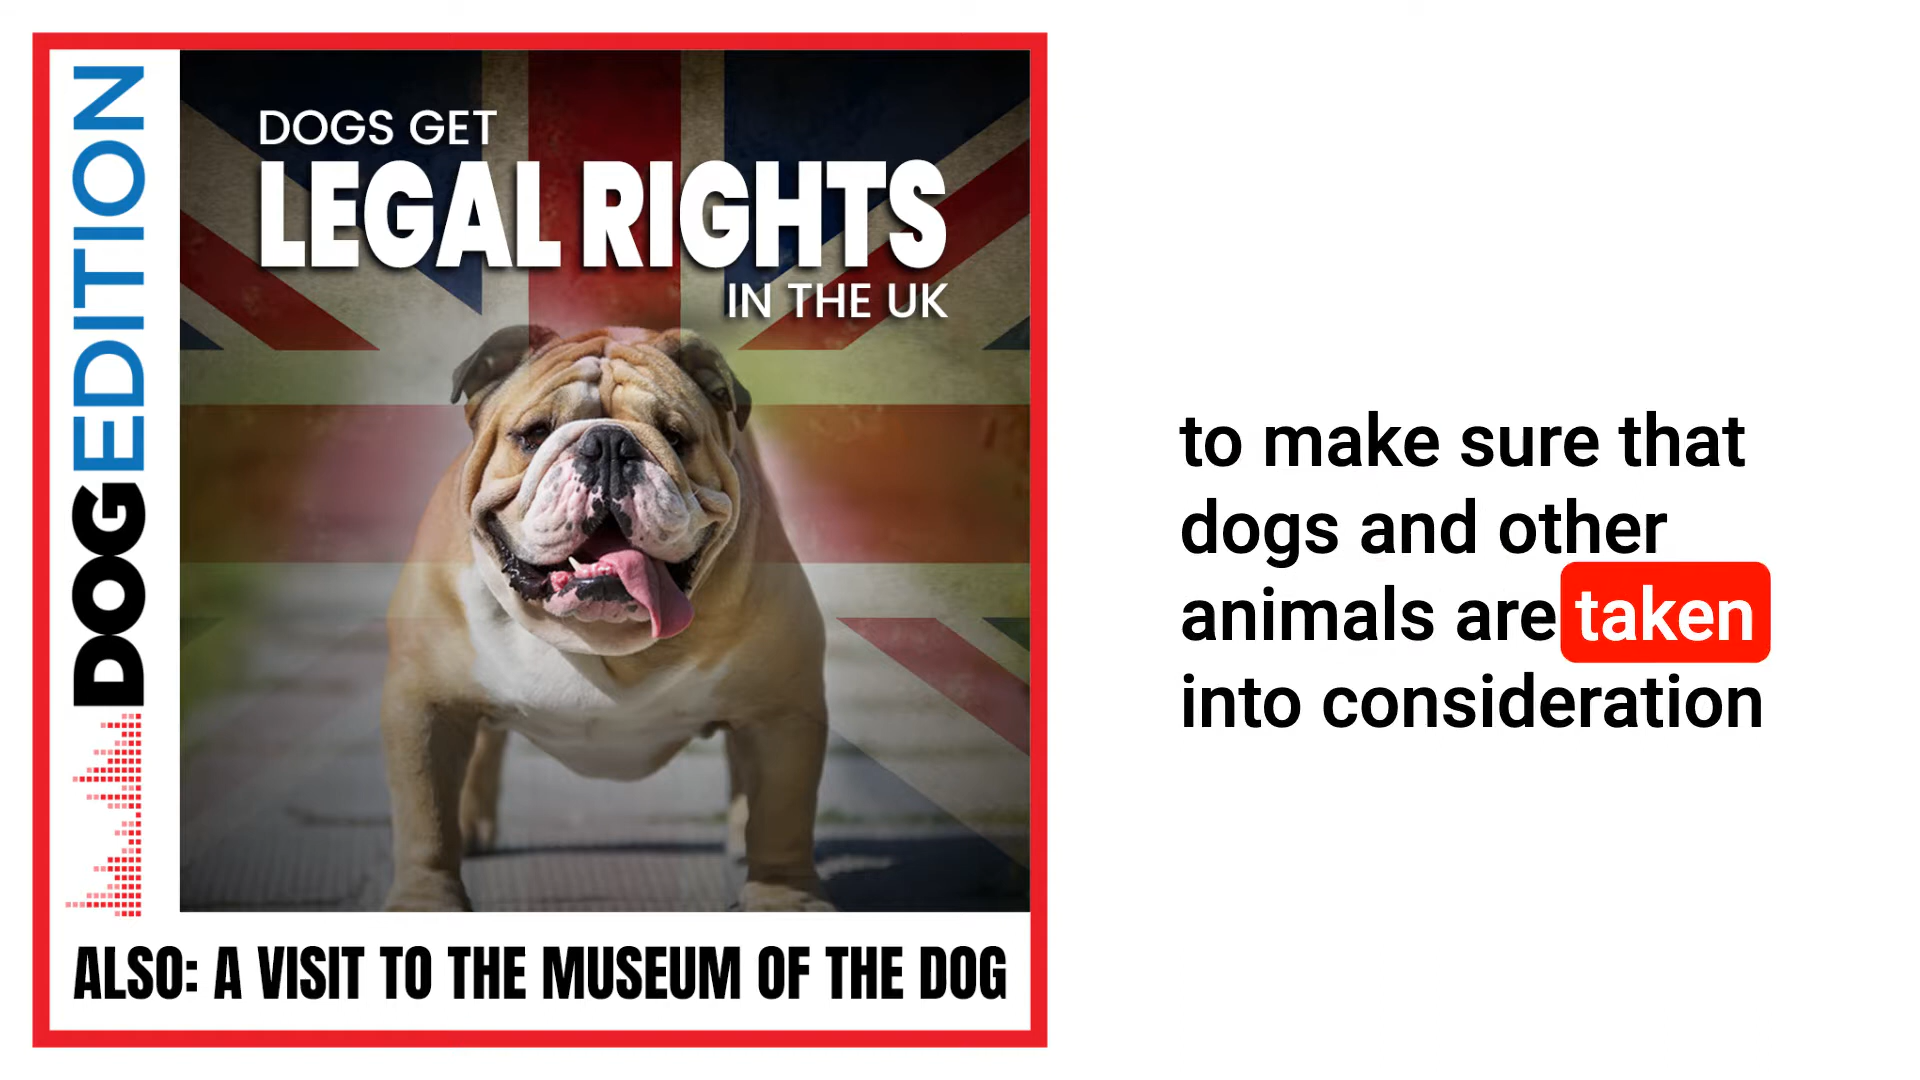 DOGEDITION
DOGS GET
LEGAL RIGHTS
IN THE UK
ALSO: A VISIT TO THE MUSEUM OF THE DOG
to make sure that
dogs and other
animals are taken
into consideration